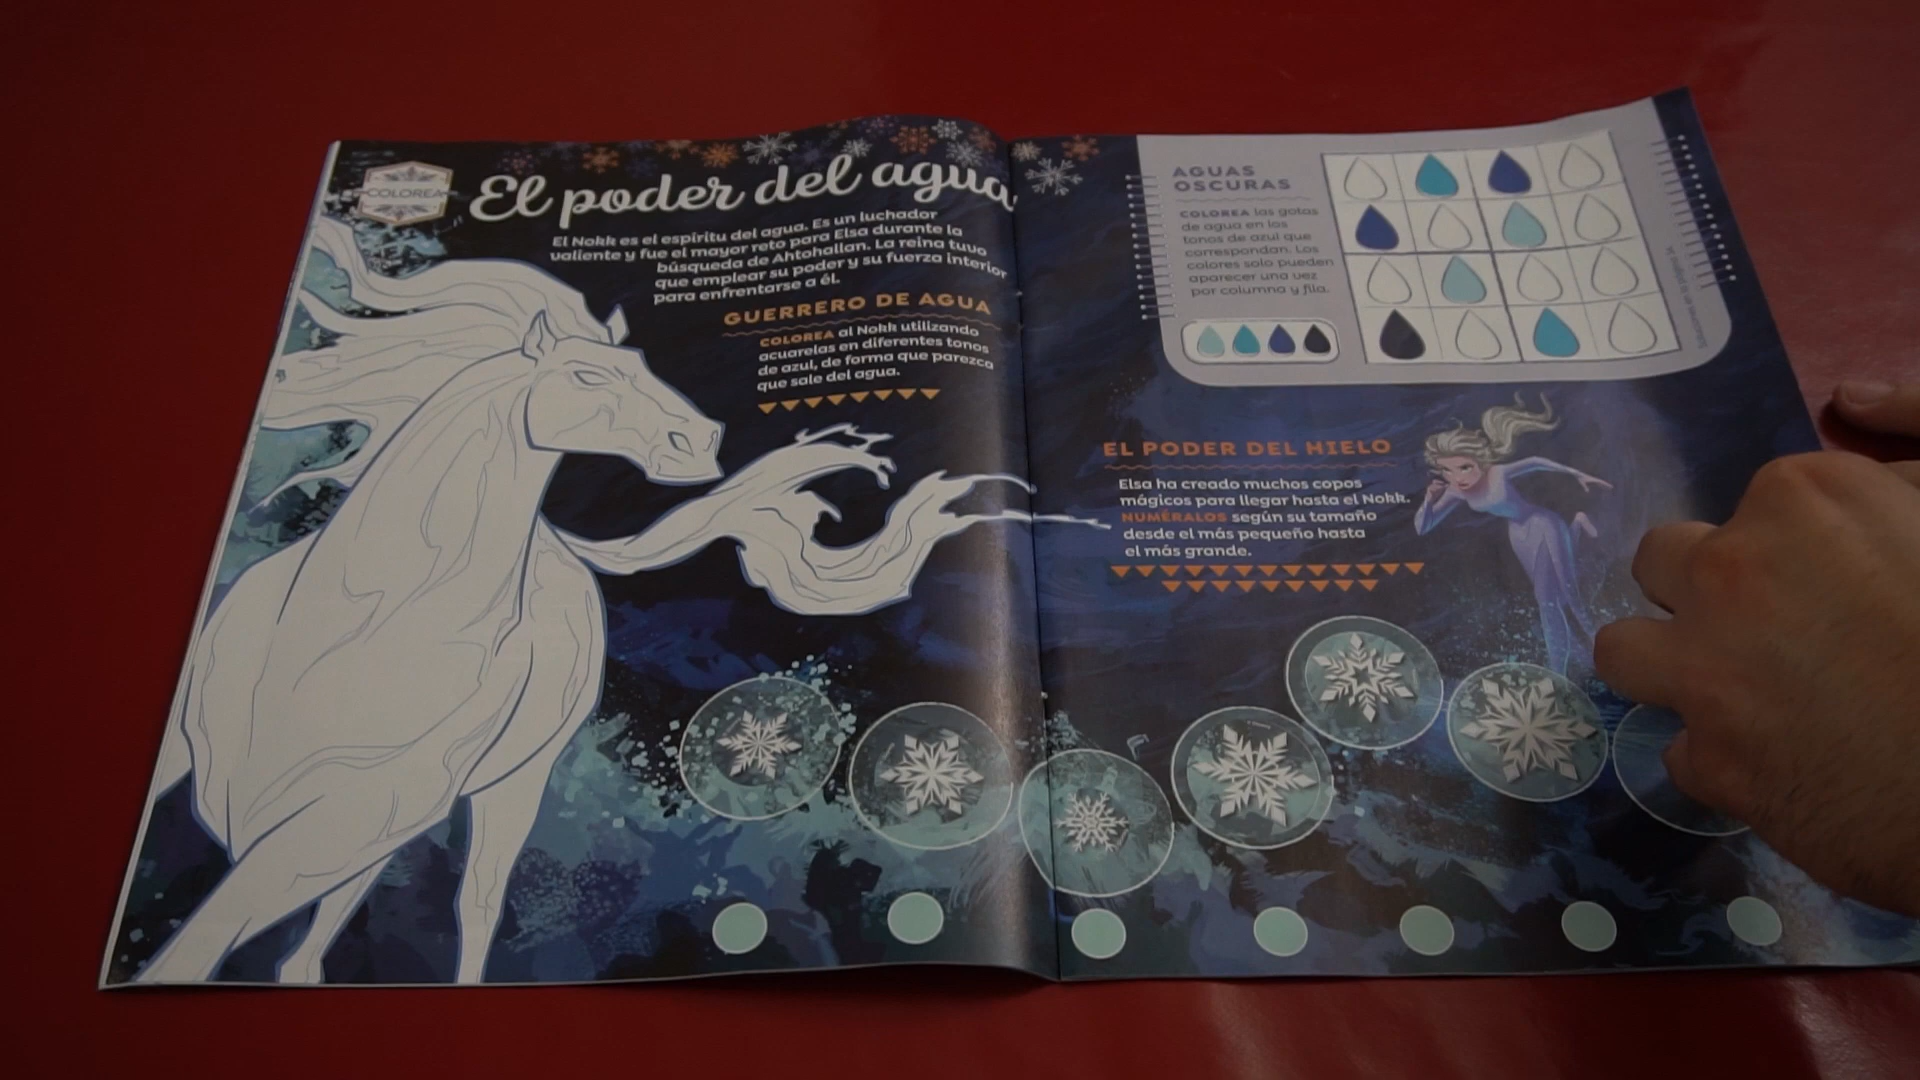 COLOREA
El poder del agua
El Nokk es el espíritu del agua. Es un luchador
valiente y fue el mayor reto para Elsa durante la
búsqueda de Ahtohallan. La reina tuvo
que emplear su poder y su fuerza interior
para enfrentarse a él.
GUERRERO DE AGUA
COLOREA al Nokk utilizando
acuarelas en diferentes tonos
de azul, de forma que parezca
que sale del agua.
AGUAS
OSCURAS
COLOREA las gotas
de agua en los
tonos de azul que
correspondan. Los
colores solo pueden
aparecer una vez
por columna y fila.
EL PODER DEL HIELO
Elsa ha creado muchos copos
mágicos para llegar hasta el Nokk.
NUMÉRALOS según su tamaño
desde el más pequeño hasta
el más grande.